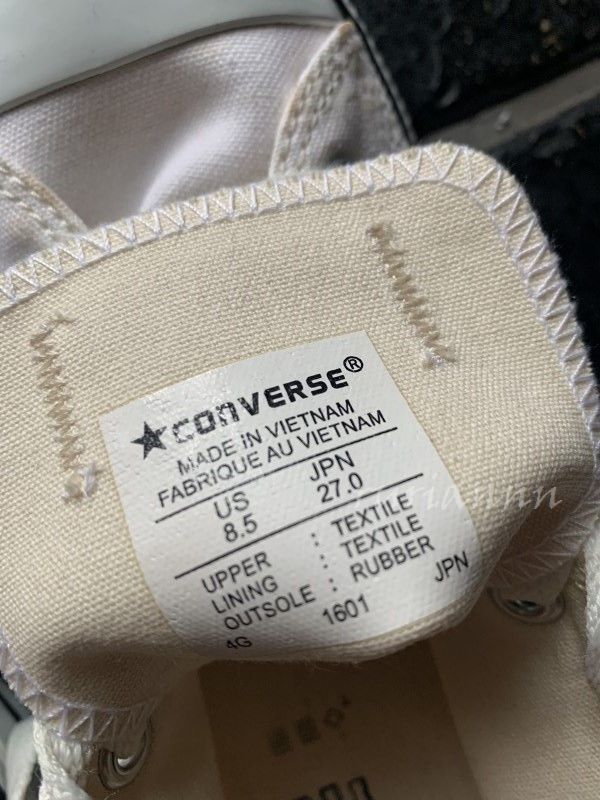 ★CONVERSE®
MADE IN VIETNAM
FABRIQUE AU VIETNAM
US JPN
8.5 27.0
UPPER : TEXTILE
LINING : TEXTILE
OUTSOLE : RUBBER
4G 1601 JPN